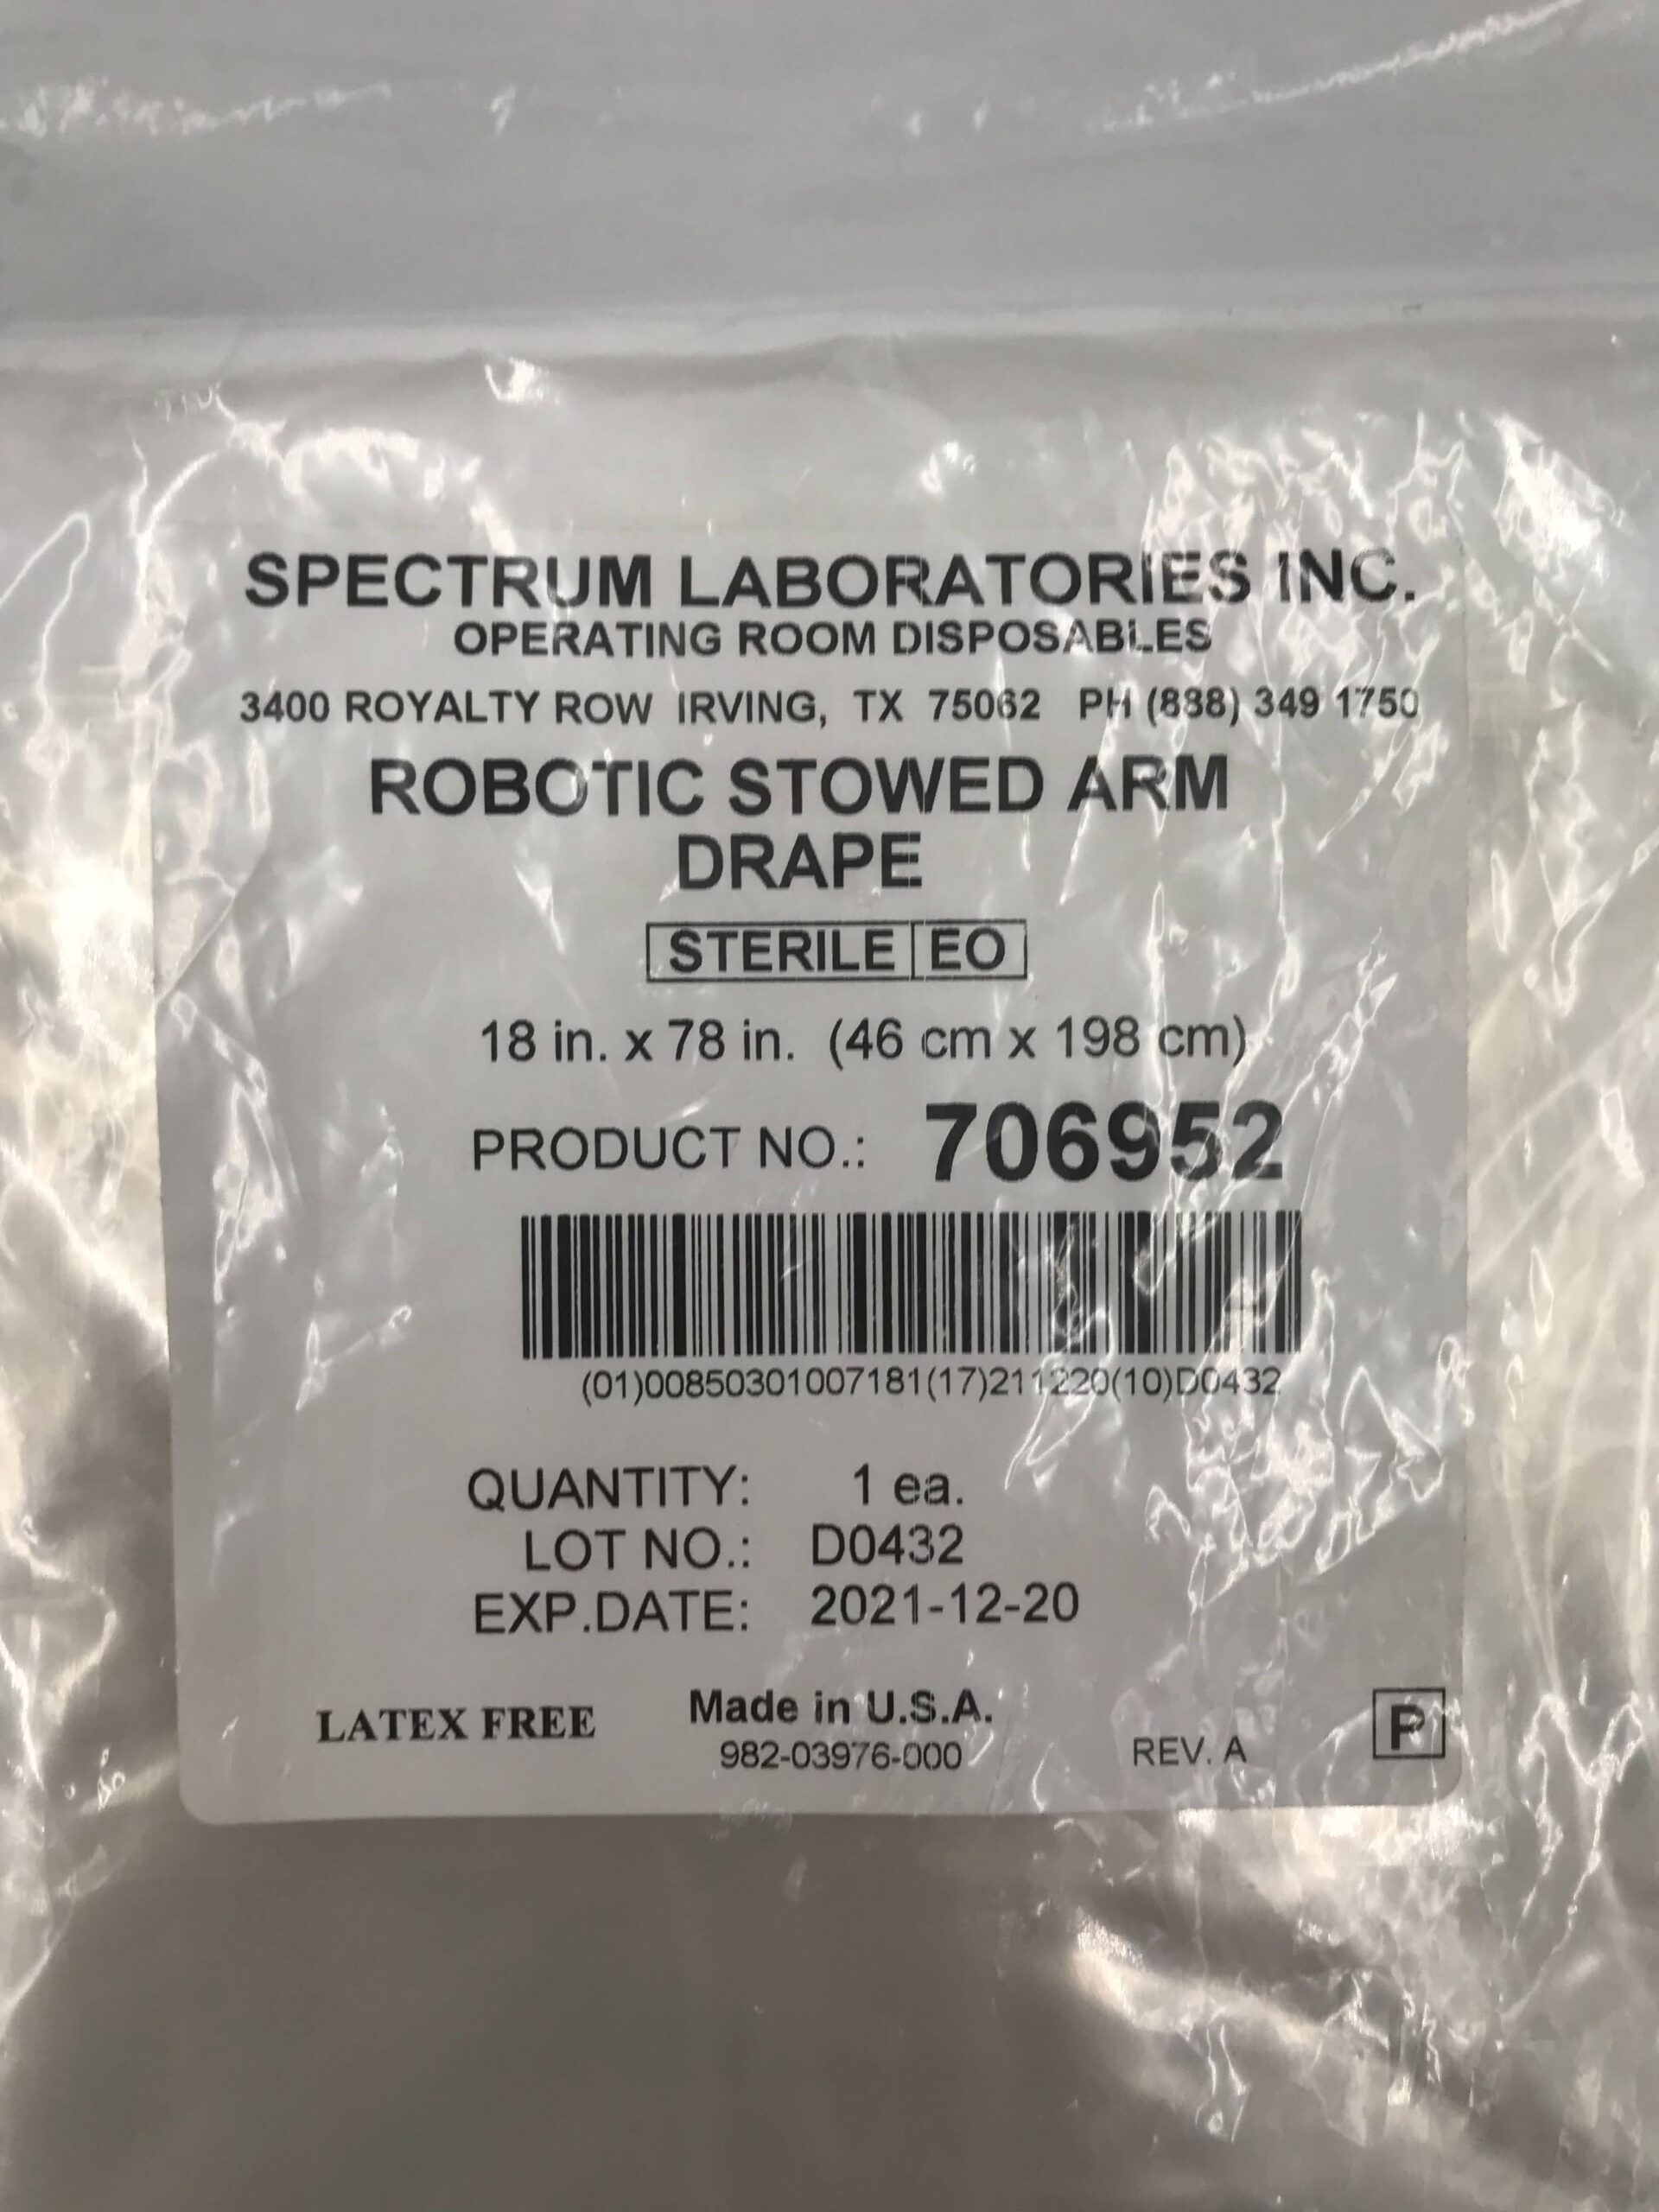 SPECTRUM LABORATORIES INC.
OPERATING ROOM DISPOSABLES
3400 ROYALTY ROW IRVING, TX 75062 PH (888) 349 1750
ROBOTIC STOWED ARM
DRAPE
STERILE EO
18 in. x 78 in. (46 cm x 198 cm)
PRODUCT NO.: 706952
(01)00850301007181(17)211220(10)D0432
QUANTITY: 1 ea.
LOT NO.: D0432
EXP.DATE: 2021-12-20
LATEX FREE
Made in U.S.A.
982-03976-000
REV. A
P